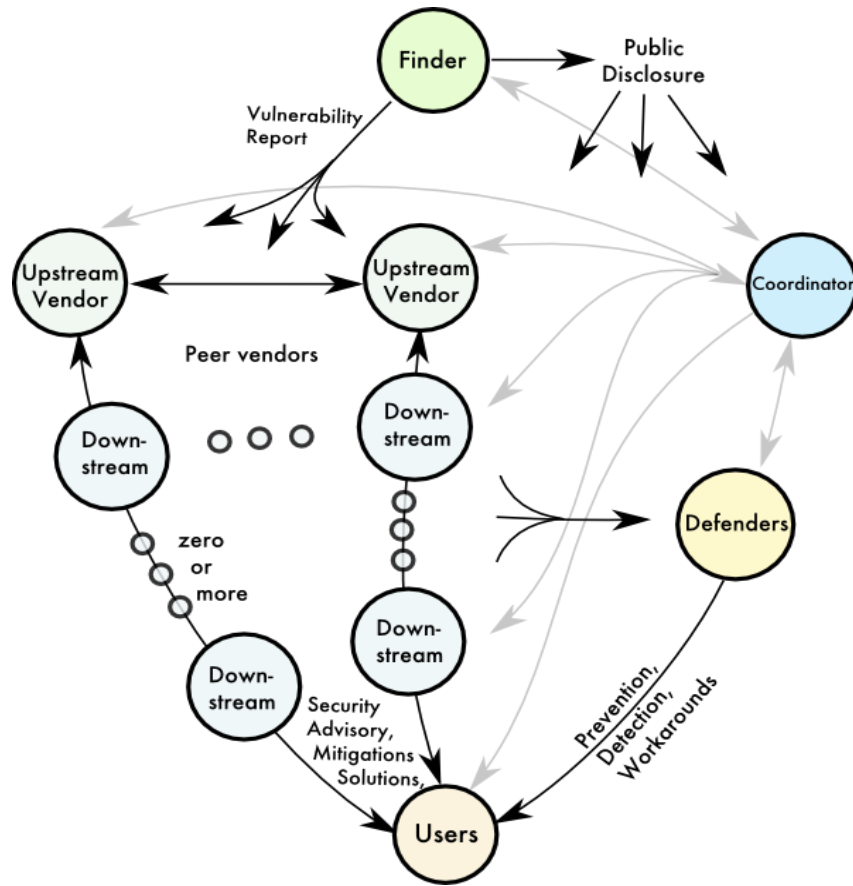 Finder
Public
Disclosure
Vulnerability
Report
Upstream
Vendor
Upstream
Vendor
Coordinator
Peer vendors
Down-
stream
Down-
stream
zero
or
more
Defenders
Down-
stream
Down-
stream
Security
Advisory,
Mitigations
Solutions,
Prevention,
Detection,
Workarounds
Users